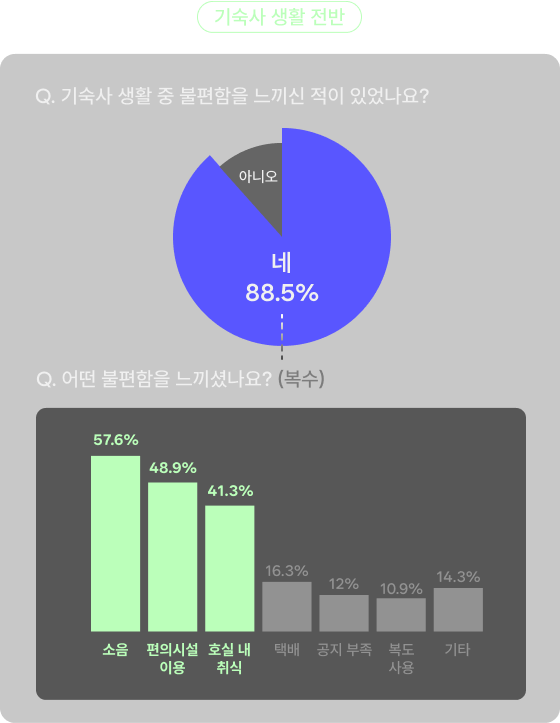 기숙사 생활 전반
Q. 기숙사 생활 중 불편함을 느끼신 적이 있었나요?
아니오
네
88.5%
Q. 어떤 불편함을 느끼셨나요? (복수)
57.6%
48.9%
41.3%
16.3%
12%
10.9%
14.3%
소음
편의시설
이용
호실 내
취식
택배
공지 부족
복도
사용
기타